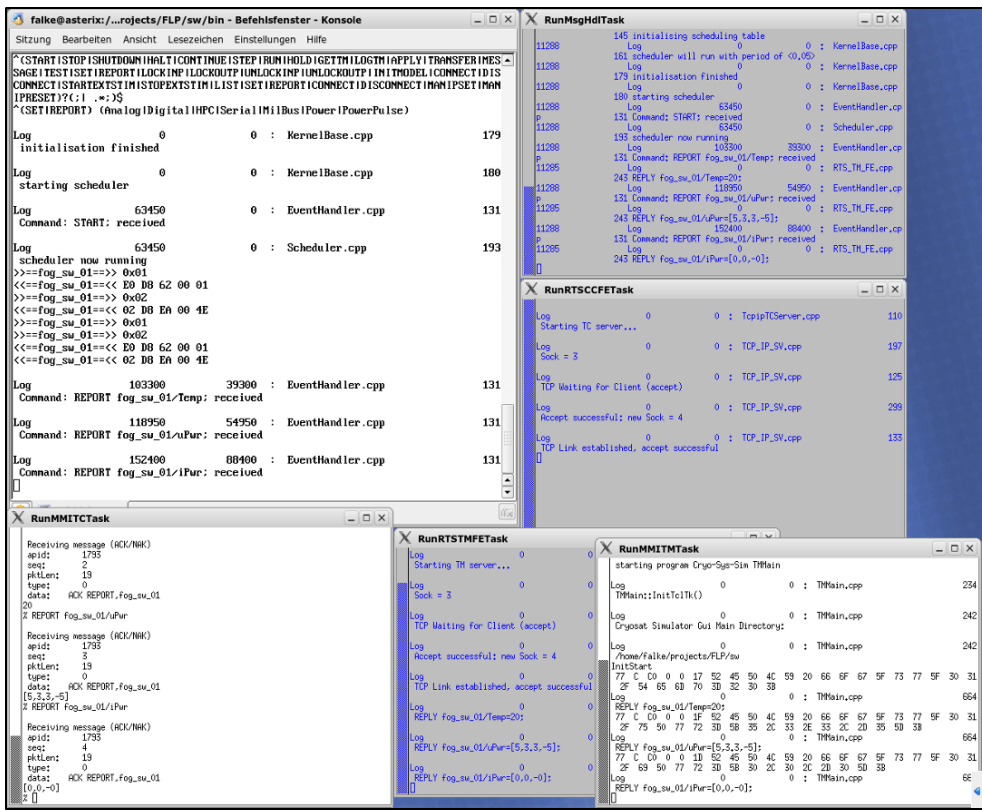 falke@asterix:/...rojects/FLP/sw/bin - Befehlsfenster - Konsole
Sitzung Bearbeiten Ansicht Lesezeichen Einstellungen Hilfe
^(START|STOP|SHUTDOWN|HALT|CONTINUE|STEP|RUN|HOLD|GETTM|LOGTM|APPLY|TRANSFER|MES
SAGE|TEST|SET|REPORT|LOCKINP|LOCKOUTP|UNLOCKINP|UNLOCKOUTP|INITMODEL|CONNECT|DIS
CONNECT|STARTEXTSTIM|STOPEXTSTIM|LIST|SET|REPORT|CONNECT|DISCONNECT|MANIPSET|MAN
IPRESET)?(;| .*;)$
^(SET|REPORT) (Analog|Digital|HPC|Serial|MilBus|Power|PowerPulse)
Log 0 0 : KernelBase.cpp 179
initialisation finished
Log 0 0 : KernelBase.cpp 180
starting scheduler
Log 63450 0 : EventHandler.cpp 131
Command: START; received
Log 63450 0 : Scheduler.cpp 193
scheduler now running
>>==fog_sw_01==>> 0x01
<<==fog_sw_01==<< E0 DB 62 00 01
>>==fog_sw_01==>> 0x02
<<==fog_sw_01==<< 02 DB EA 00 4E
>>==fog_sw_01==>> 0x01
>>==fog_sw_01==>> 0x02
<<==fog_sw_01==<< E0 DB 62 00 01
<<==fog_sw_01==<< 02 DB EA 00 4E
Log 103300 39300 : EventHandler.cpp 131
Command: REPORT fog_sw_01/Temp; received
Log 118950 54950 : EventHandler.cpp 131
Command: REPORT fog_sw_01/uPwr; received
Log 152400 88400 : EventHandler.cpp 131
Command: REPORT fog_sw_01/iPwr; received
RunMsgHdlTask
145 initialising scheduling table
11288 Log 0 0 : KernelBase.cpp
161 scheduler will run with period of <0.05>
11288 Log 0 0 : KernelBase.cpp
179 initialisation finished
11288 Log 0 0 : KernelBase.cpp
180 starting scheduler
11288 Log 63450 0 : EventHandler.cp
p 131 Command: START; received
11288 Log 63450 0 : Scheduler.cpp
193 scheduler now running
11288 Log 103300 39300 : EventHandler.cp
p 131 Command: REPORT fog_sw_01/Temp; received
11285 Log 0 0 : RTS_TM_FE.cpp
243 REPLY fog_sw_01/Temp=20;
11288 Log 118950 54950 : EventHandler.cp
p 131 Command: REPORT fog_sw_01/uPwr; received
11285 Log 0 0 : RTS_TM_FE.cpp
243 REPLY fog_sw_01/uPwr=[5,3.3,-5];
11288 Log 152400 88400 : EventHandler.cp
p 131 Command: REPORT fog_sw_01/iPwr; received
11285 Log 0 0 : RTS_TM_FE.cpp
243 REPLY fog_sw_01/iPwr=[0,0,-0];
RunRTSCCFETask
Log 0 0 : TcpipTCServer.cpp 110
Starting TC server...
Log 0 0 : TCP_IP_SV.cpp 197
Sock = 3
Log 0 0 : TCP_IP_SV.cpp 125
TCP Waiting for Client (accept)
Log 0 0 : TCP_IP_SV.cpp 299
Accept successful; new Sock = 4
Log 0 0 : TCP_IP_SV.cpp 133
TCP Link established, accept successful
RunMMITCTask
Receiving message (ACK/NAK)
apid: 1793
seq: 2
pktLen: 19
type: 0
data: ACK REPORT,fog_sw_01
20
% REPORT fog_sw_01/uPwr
Receiving message (ACK/NAK)
apid: 1793
seq: 3
pktLen: 19
type: 0
data: ACK REPORT,fog_sw_01
[5,3.3,-5]
% REPORT fog_sw_01/iPwr
Receiving message (ACK/NAK)
apid: 1793
seq: 4
pktLen: 19
type: 0
data: ACK REPORT,fog_sw_01
[0,0,-0]
%
RunRTSTMFETask
Log 0 0
Starting TM server...
Log 0 0
Sock = 3
Log 0 0
TCP Waiting for Client (accept)
Log 0 0
Accept successful; new Sock = 4
Log 0 0
TCP Link established, accept successful
Log 0 0
REPLY fog_sw_01/Temp=20;
Log 0 0
REPLY fog_sw_01/uPwr=[5,3.3,-5];
Log 0 0
REPLY fog_sw_01/iPwr=[0,0,-0];
RunMMITMTask
starting program Cryo-Sys-Sim TMMain
Log 0 0 : TMMain.cpp 234
TMMain::InitTclTk()
Log 0 0 : TMMain.cpp 242
Cryosat Simulator Gui Main Directory:
Log 0 0 : TMMain.cpp 242
/home/falke/projects/FLP/sw
InitStart
77 C C0 0 0 17 52 45 50 4C 59 20 66 6F 67 5F 73 77 5F 30 31
2F 54 65 6D 70 3D 32 30 3B
Log 0 0 : TMMain.cpp 664
REPLY fog_sw_01/Temp=20;
77 C C0 0 0 1F 52 45 50 4C 59 20 66 6F 67 5F 73 77 5F 30 31
2F 75 50 77 72 3D 5B 35 2C 33 2E 33 2C 2D 35 5D 3B
Log 0 0 : TMMain.cpp 664
REPLY fog_sw_01/uPwr=[5,3.3,-5];
77 C C0 0 0 1D 52 45 50 4C 59 20 66 6F 67 5F 73 77 5F 30 31
2F 69 50 77 72 3D 5B 30 2C 30 2C 2D 30 5D 3B
Log 0 0 : TMMain.cpp
REPLY fog_sw_01/iPwr=[0,0,-0];